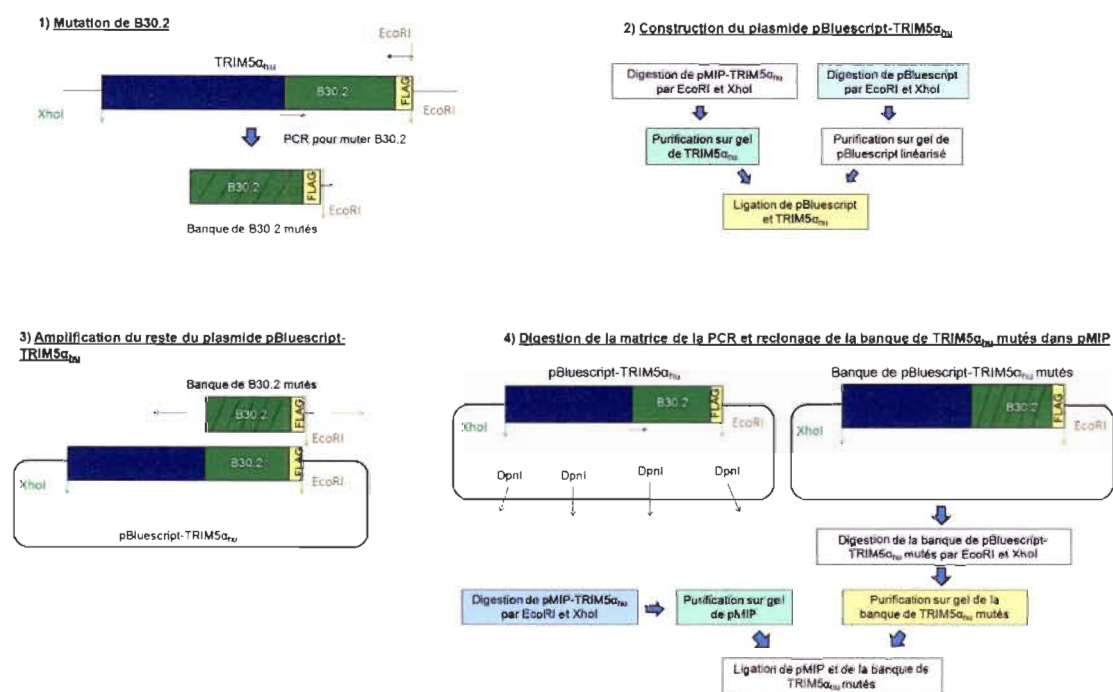 1) Mutation de B30.2
EcoRI
TRIM5αhu
B30.2
FLAG
XhoI
EcoRI
PCR pour muter B30.2
B30.2
FLAG
EcoRI
Banque de B30 2 mutés
2) Construction du plasmide pBluescript-TRIM5αhu
Digestion de pMIP-TRIM5αhu
par EcoRI et XhoI
Digestion de pBluescript
par EcoRI et XhoI
Purification sur gel
de TRIM5αhu
Purification sur gel de
pBluescript linéarisé
Ligation de pBluescript
et TRIM5αhu
3) Amplification du reste du plasmide pBluescript-
TRIM5αhu
Banque de B30.2 mutés
B30.2
FLAG
EcoRI
B30.2
FLAG
XhoI
EcoRI
pBluescript-TRIM5αhu
4) Digestion de la matrice de la PCR et reclonage de la banque de TRIM5αhu mutés dans pMIP
pBluescript-TRIM5αhu
B30.2
FLAG
XhoI
EcoRI
DpnI
DpnI
DpnI
DpnI
Banque de pBluescript-TRIM5αhu mutés
B30.2
FLAG
XhoI
EcoRI
Digestion de la banque de pBluescript-
TRIM5αhu mutés par EcoRI et XhoI
Digestion de pMIP-TRIM5αhu
par EcoRI et XhoI
Purification sur gel
de pMIP
Purification sur gel de la
banque de TRIM5αhu mutés
Ligation de pMIP et de la banque de
TRIM5αhu mutés